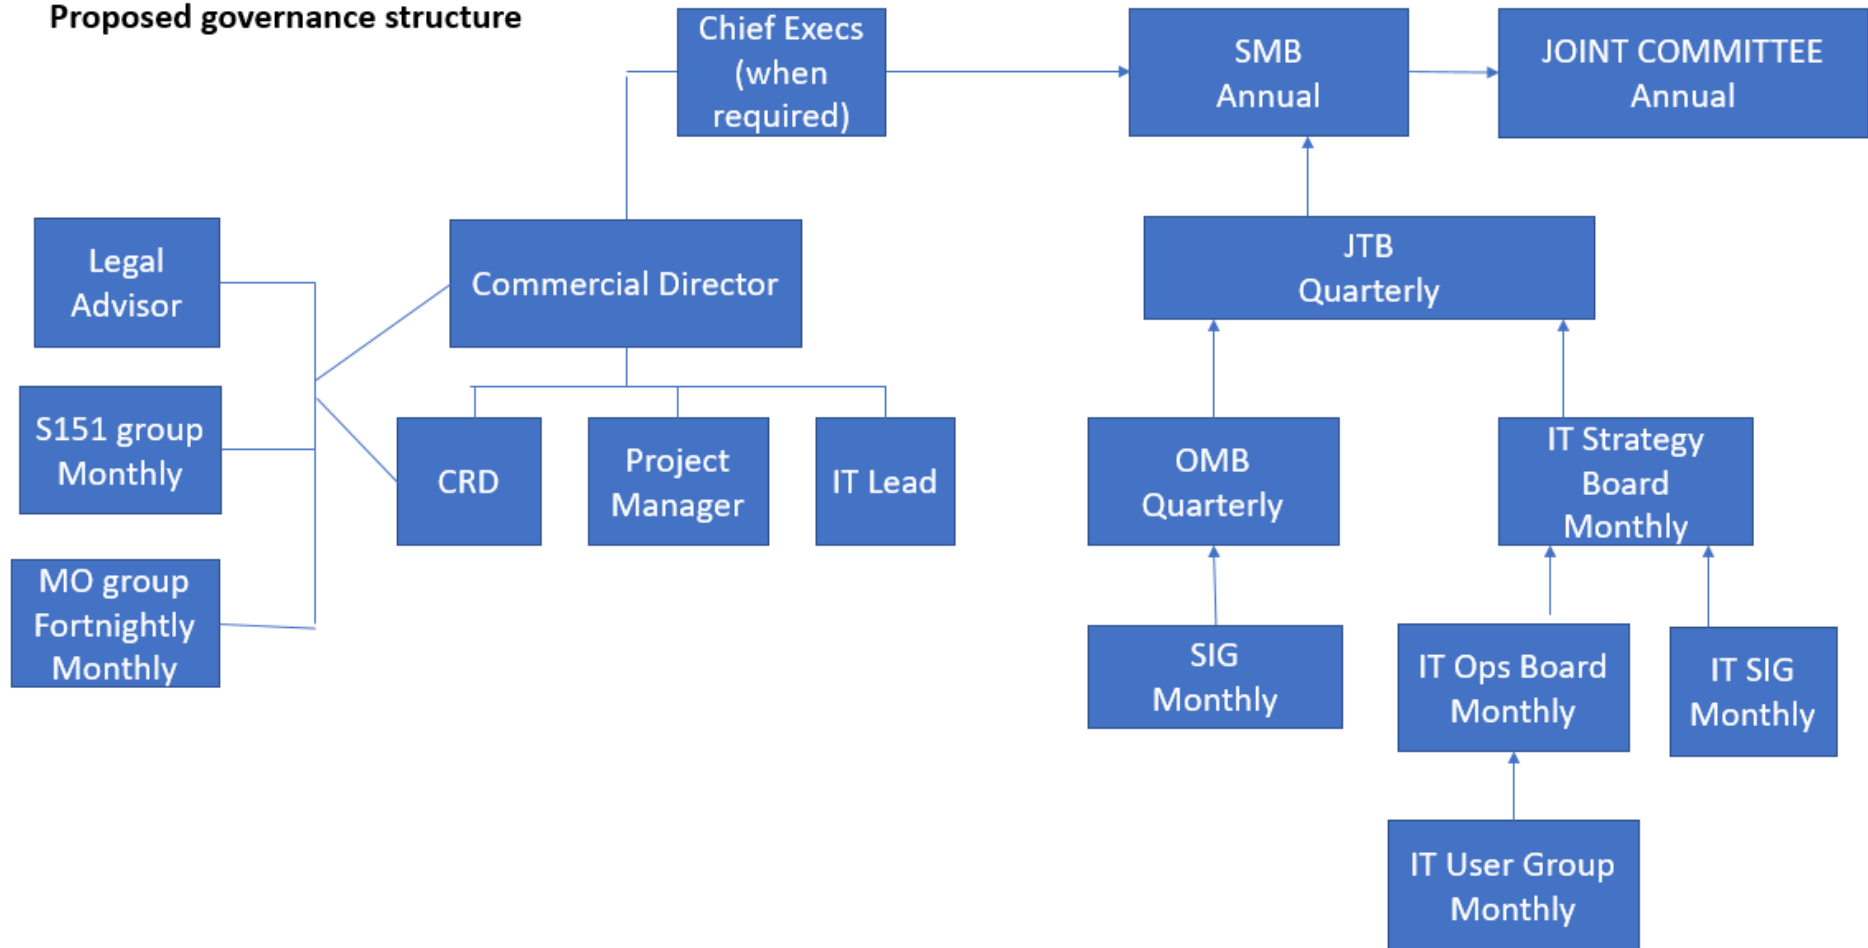 Proposed governance structure
Chief Execs
(when
required)
SMB
Annual
JOINT COMMITTEE
Annual
Legal
Advisor
Commercial Director
JTB
Quarterly
S151 group
Monthly
CRD
Project
Manager
IT Lead
OMB
Quarterly
IT Strategy
Board
Monthly
MO group
Fortnightly
Monthly
SIG
Monthly
IT Ops Board
Monthly
IT SIG
Monthly
IT User Group
Monthly